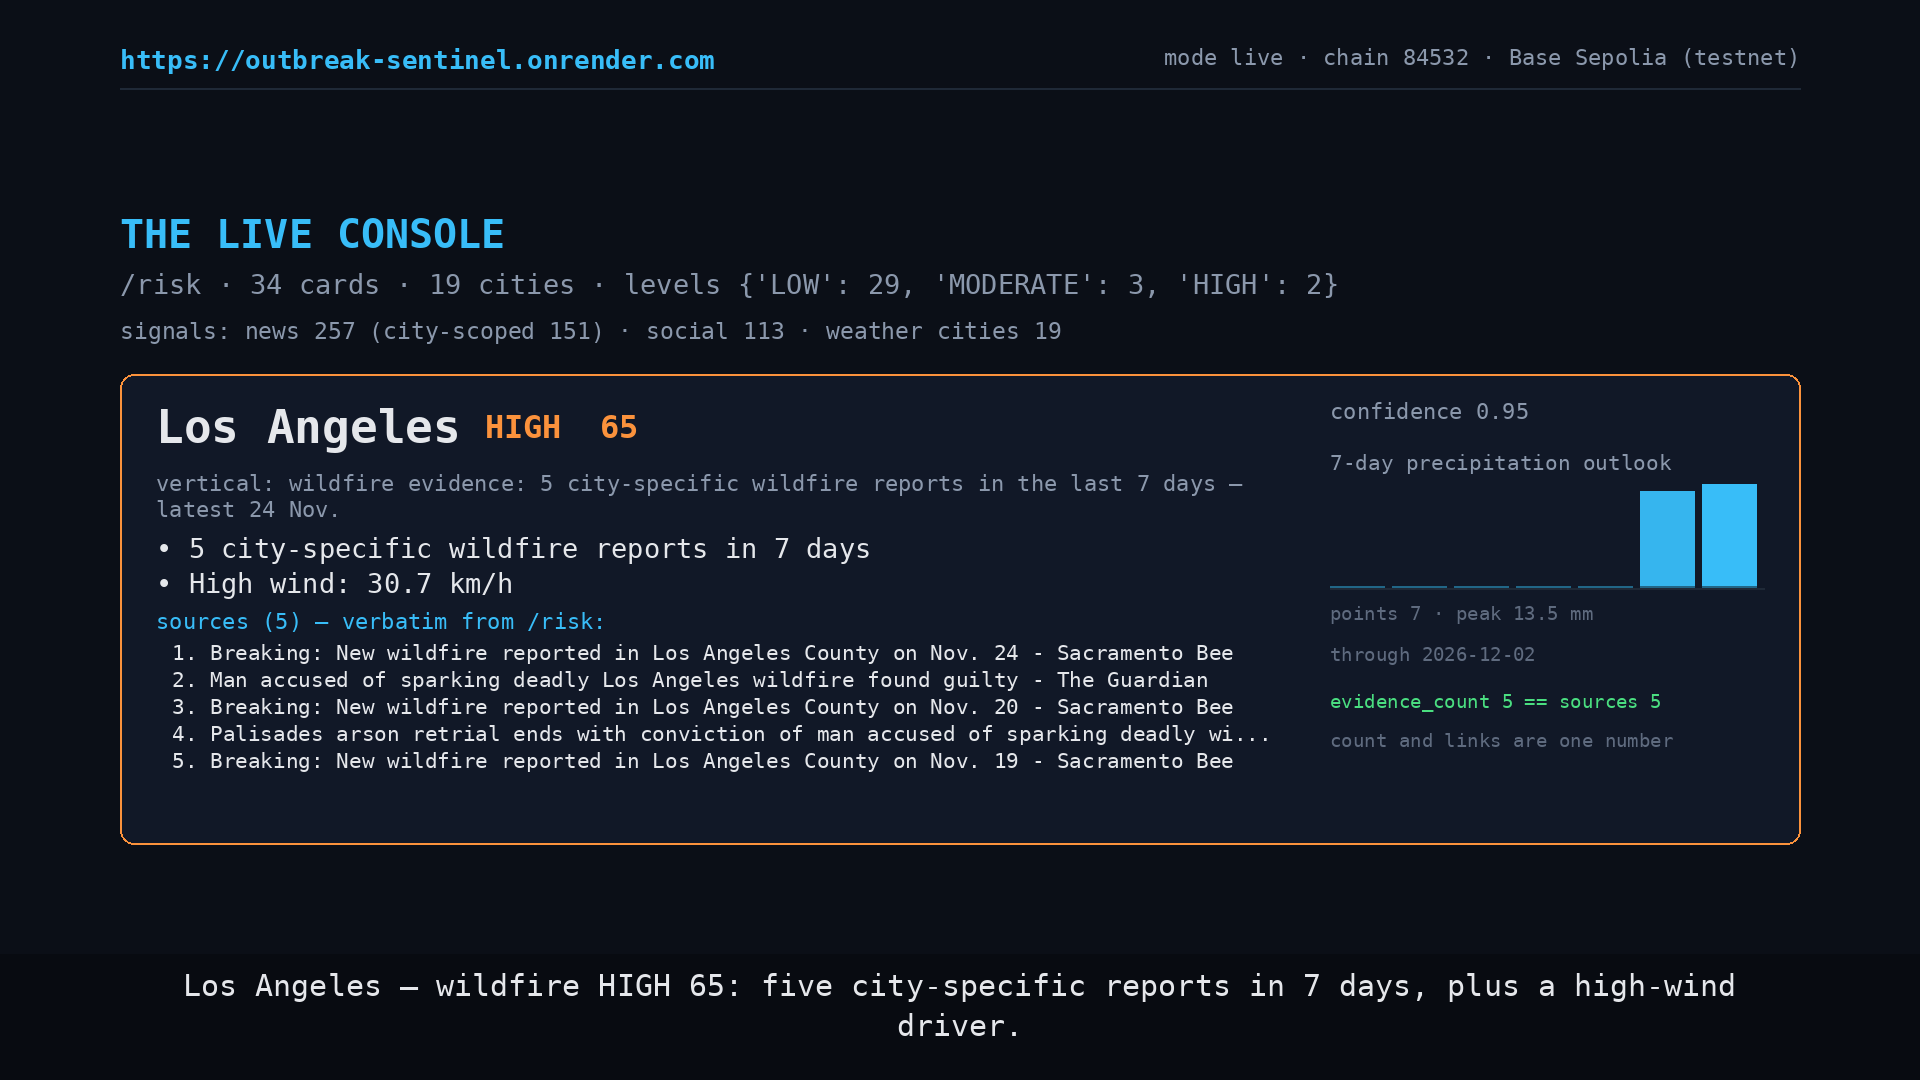 https://outbreak-sentinel.onrender.com
mode live · chain 84532 · Base Sepolia (testnet)
THE LIVE CONSOLE
/risk · 34 cards · 19 cities · levels {'LOW': 29, 'MODERATE': 3, 'HIGH': 2}
signals: news 257 (city-scoped 151) · social 113 · weather cities 19
Los Angeles HIGH 65
vertical: wildfire evidence: 5 city-specific wildfire reports in the last 7 days —
latest 24 Nov.
• 5 city-specific wildfire reports in 7 days
• High wind: 30.7 km/h
sources (5) — verbatim from /risk:
1. Breaking: New wildfire reported in Los Angeles County on Nov. 24 - Sacramento Bee
2. Man accused of sparking deadly Los Angeles wildfire found guilty - The Guardian
3. Breaking: New wildfire reported in Los Angeles County on Nov. 20 - Sacramento Bee
4. Palisades arson retrial ends with conviction of man accused of sparking deadly wi...
5. Breaking: New wildfire reported in Los Angeles County on Nov. 19 - Sacramento Bee
confidence 0.95
7-day precipitation outlook
points 7 · peak 13.5 mm
through 2026-12-02
evidence_count 5 == sources 5
count and links are one number
Los Angeles — wildfire HIGH 65: five city-specific reports in 7 days, plus a high-wind
driver.